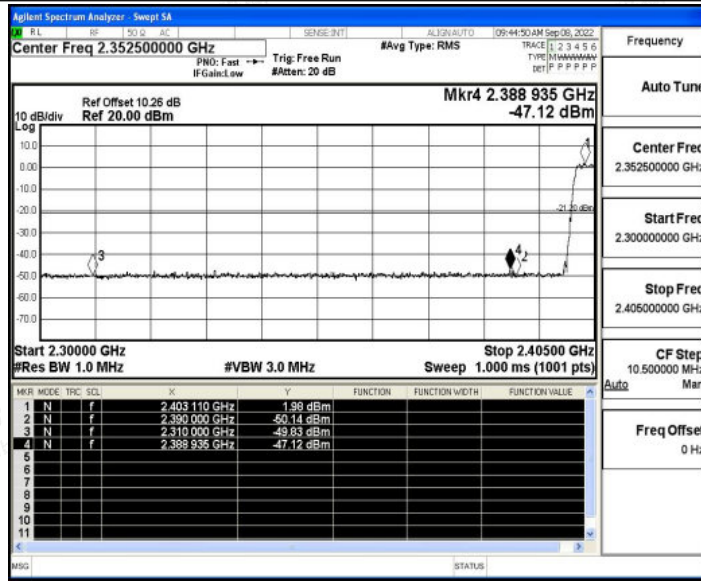 Agilent Spectrum Analyzer - Swept SA
RL RF 50 Ω AC SENSE:INT ALIGNAUTO 09:44:50 AM Sep 08, 2022
Center Freq 2.352500000 GHz #Avg Type: RMS TRACE 1 2 3 4 5 6
PNO: Fast Trig: Free Run TYPE MWWWWW
IFGain:Low #Atten: 20 dB DET P P P P P P
Mkr4 2.388 935 GHz
-47.12 dBm
Ref Offset 10.26 dB
10 dB/div Ref 20.00 dBm
Log
10.0
0.00
-10.0
-20.0
-30.0
-40.0
-50.0
-60.0
-70.0
1
-21.20 dBm
3
4
2
Start 2.30000 GHz Stop 2.40500 GHz
#Res BW 1.0 MHz #VBW 3.0 MHz Sweep 1.000 ms (1001 pts)
MKR MODE TRC SCL X Y FUNCTION FUNCTION WIDTH FUNCTION VALUE
1 N f 2.403 110 GHz 1.98 dBm
2 N f 2.390 000 GHz -50.14 dBm
3 N f 2.310 000 GHz -49.83 dBm
4 N f 2.388 935 GHz -47.12 dBm
5
6
7
8
9
10
11
MSG STATUS
Frequency
Auto Tune
Center Freq
2.352500000 GHz
Start Freq
2.300000000 GHz
Stop Freq
2.405000000 GHz
CF Step
10.500000 MHz
Auto Man
Freq Offset
0 Hz